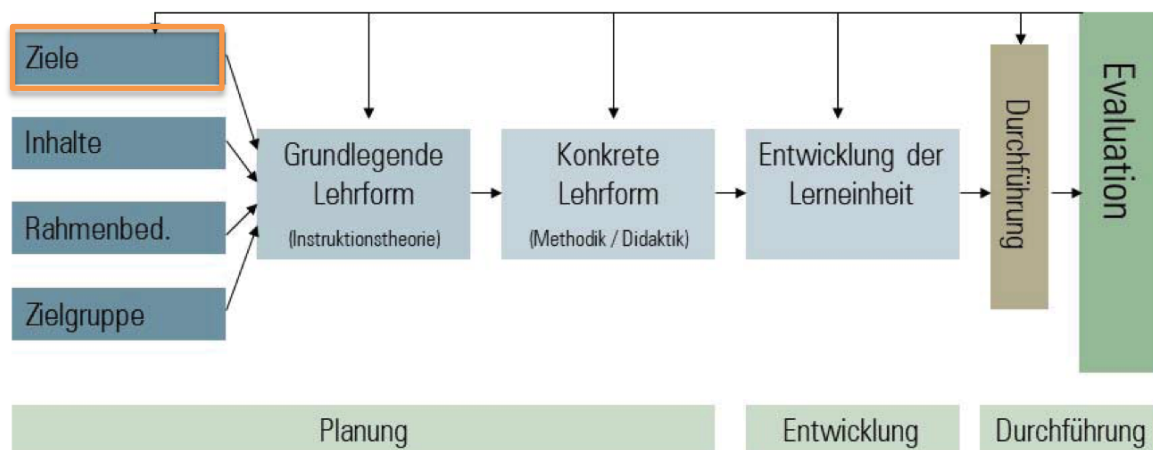 Ziele
Inhalte
Rahmenbed.
Zielgruppe
Grundlegende
Lehrform
(Instruktionstheorie)
Konkrete
Lehrform
(Methodik / Didaktik)
Entwicklung der
Lerneinheit
Durchführung
Evaluation
Planung
Entwicklung
Durchführung